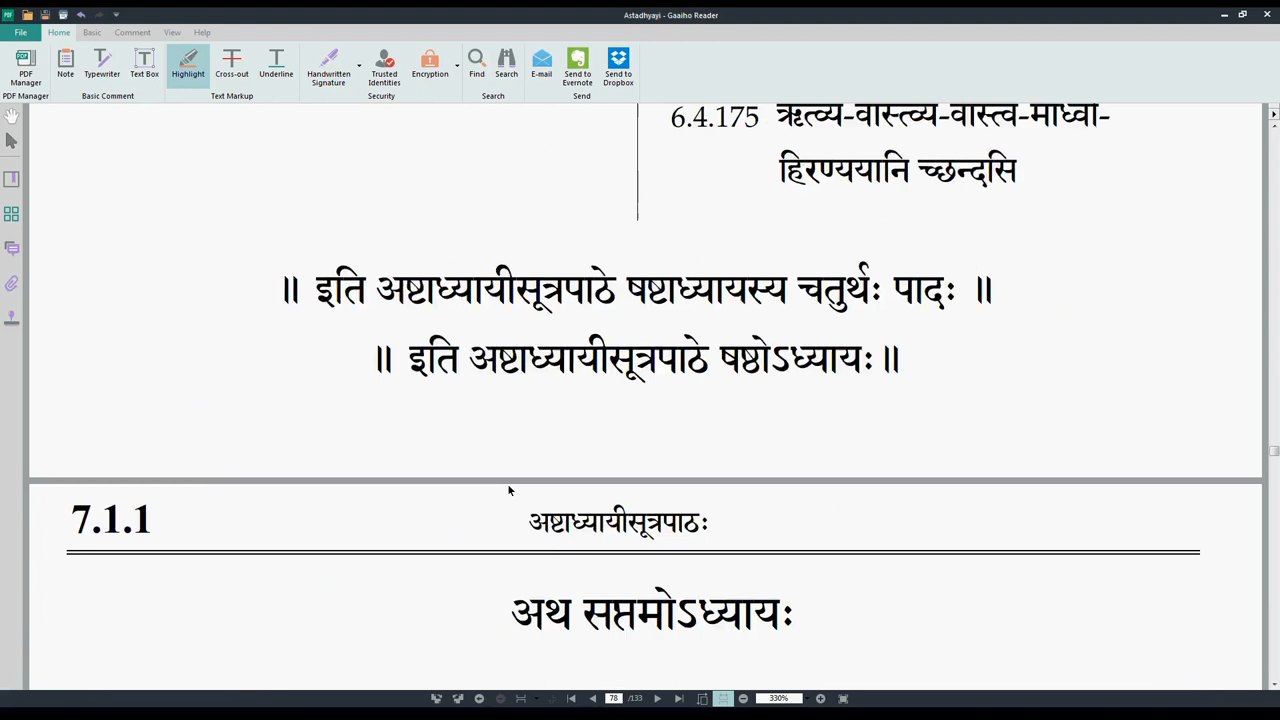 Astadhyayi - Gaaiho Reader
File Home Basic Comment View Help
PDF Manager Note Typewriter Text Box Highlight Cross-out Underline Handwritten Signature Trusted Identities Encryption Find Search E-mail Send to Evernote Send to Dropbox
PDF Manager Basic Comment Text Markup Security Search Send
6.4.175 ऋत्व्य-वास्त्व्य-वास्त्व-माध्वी-
हिरण्ययानि च्छन्दसि
॥ इति अष्टाध्यायीसूत्रपाठे षष्टाध्यायस्य चतुर्थः पादः ॥
॥ इति अष्टाध्यायीसूत्रपाठे षष्ठोऽध्यायः॥
7.1.1 अष्टाध्यायीसूत्रपाठः
अथ सप्तमोऽध्यायः
78 /133 330%